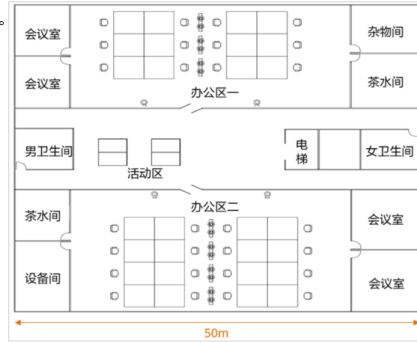 。
会议室
杂物间
会议室
茶水间
办公区一
男卫生间
电梯
女卫生间
活动区
办公区二
茶水间
会议室
设备间
会议室
50m